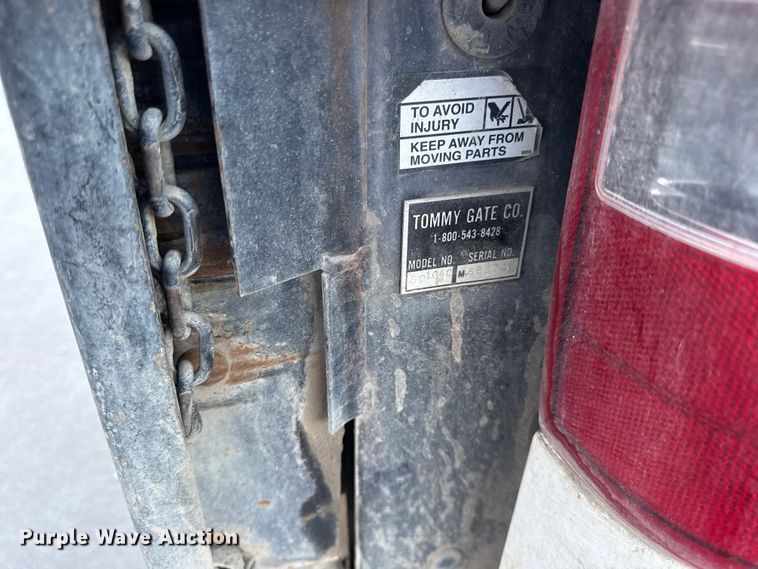 TO AVOID
INJURY
KEEP AWAY FROM
MOVING PARTS
TOMMY GATE CO.
1-800-543-8428
MODEL NO. SERIAL NO.
M-
Purple Wave Auction